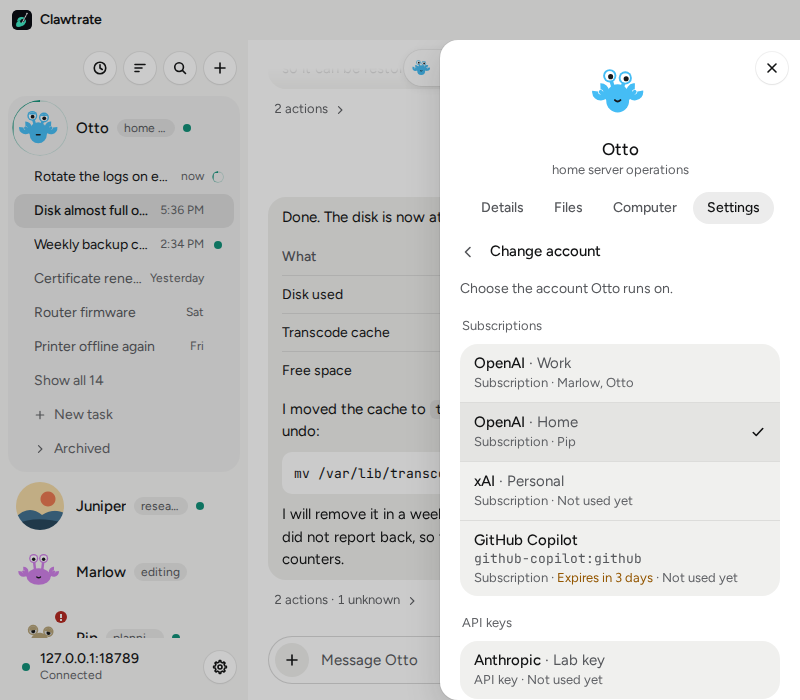 Clawtrate
Otto
home ...
Rotate the logs on e...
now
Disk almost full o...
5:36 PM
Weekly backup c...
2:34 PM
Certificate rene...
Yesterday
Router firmware
Sat
Printer offline again
Fri
Show all 14
+ New task
Archived
Juniper
resea...
Marlow
editing
Pip
planni...
127.0.0.1:18789
Connected
2 actions
Done. The disk is now at
What
Disk used
Transcode cache
Free space
I moved the cache to
undo:
mv /var/lib/transco
I will remove it in a week
did not report back, so
counters.
2 actions · 1 unknown
Message Otto
Otto
home server operations
Details
Files
Computer
Settings
Change account
Choose the account Otto runs on.
Subscriptions
OpenAI · Work
Subscription · Marlow, Otto
OpenAI · Home
Subscription · Pip
xAI · Personal
Subscription · Not used yet
GitHub Copilot
github-copilot:github
Subscription · Expires in 3 days · Not used yet
API keys
Anthropic · Lab key
API key · Not used yet